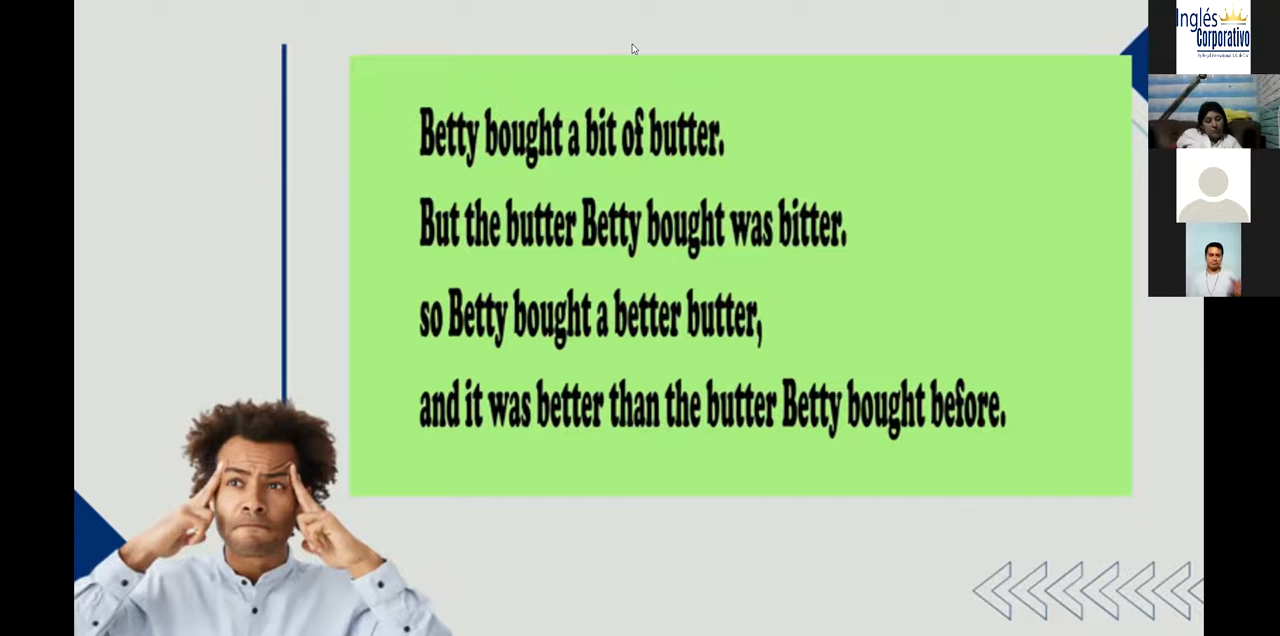 Betty bought a bit of butter.
But the butter Betty bought was bitter.
so Betty bought a better butter,
and it was better than the butter Betty bought before.
Inglés
Corporativo